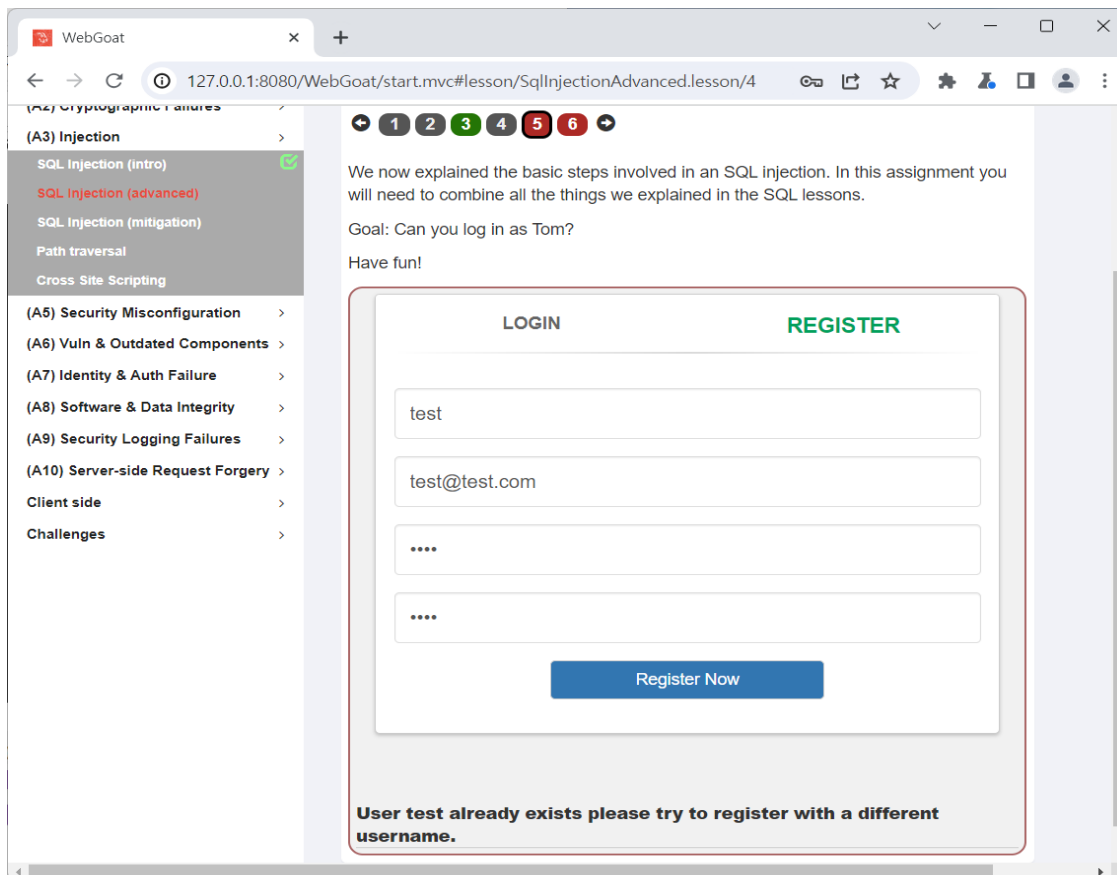 WebGoat
127.0.0.1:8080/WebGoat/start.mvc#lesson/SqlInjectionAdvanced.lesson/4
(A2) Cryptographic Failures
(A3) Injection
SQL Injection (intro)
SQL Injection (advanced)
SQL Injection (mitigation)
Path traversal
Cross Site Scripting
(A5) Security Misconfiguration
(A6) Vuln & Outdated Components
(A7) Identity & Auth Failure
(A8) Software & Data Integrity
(A9) Security Logging Failures
(A10) Server-side Request Forgery
Client side
Challenges
1 2 3 4 5 6
We now explained the basic steps involved in an SQL injection. In this assignment you
will need to combine all the things we explained in the SQL lessons.
Goal: Can you log in as Tom?
Have fun!
LOGIN REGISTER
test
test@test.com
••••
••••
Register Now
User test already exists please try to register with a different
username.